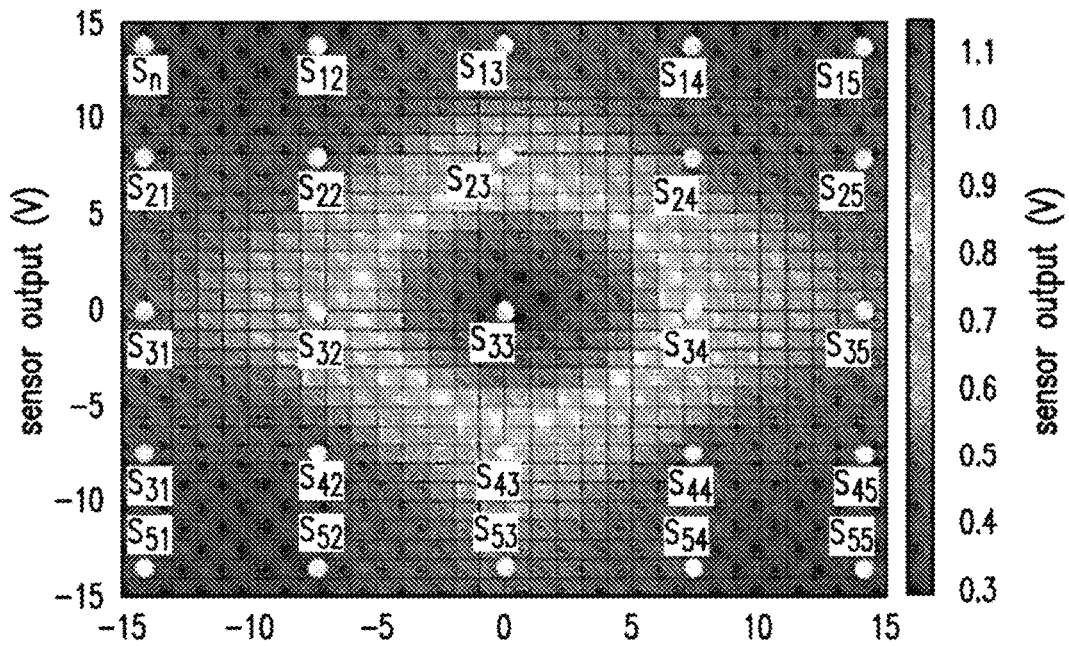 15
1.1
Sn S12 S13 S14 S15
10
1.0
S21 S22 S23 S24 S25
0.9
5
0.8
sensor output (V)
0
0.7
sensor output (V)
S31 S32 S33 S34 S35
0.6
-5
0.5
S31 S42 S43 S44 S45
-10
0.4
S51 S52 S53 S54 S55
-15
0.3
-15 -10 -5 0 5 10 15